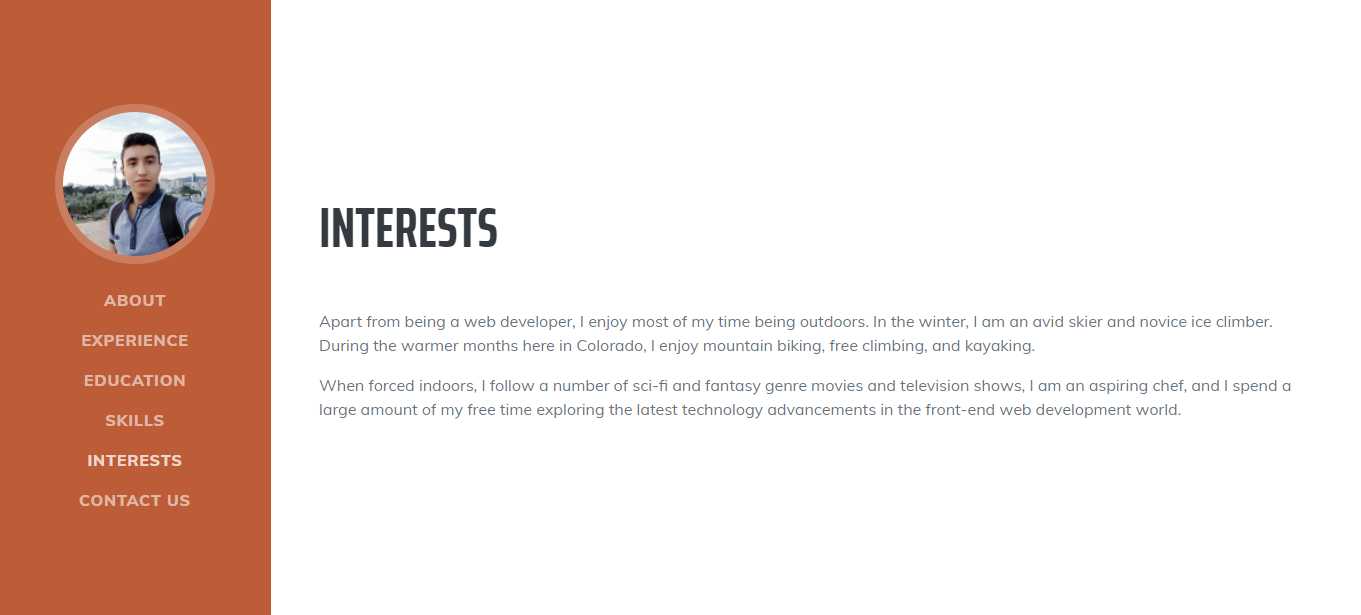 ABOUT
EXPERIENCE
EDUCATION
SKILLS
INTERESTS
CONTACT US
INTERESTS
Apart from being a web developer, I enjoy most of my time being outdoors. In the winter, I am an avid skier and novice ice climber.
During the warmer months here in Colorado, I enjoy mountain biking, free climbing, and kayaking.
When forced indoors, I follow a number of sci-fi and fantasy genre movies and television shows, I am an aspiring chef, and I spend a
large amount of my free time exploring the latest technology advancements in the front-end web development world.